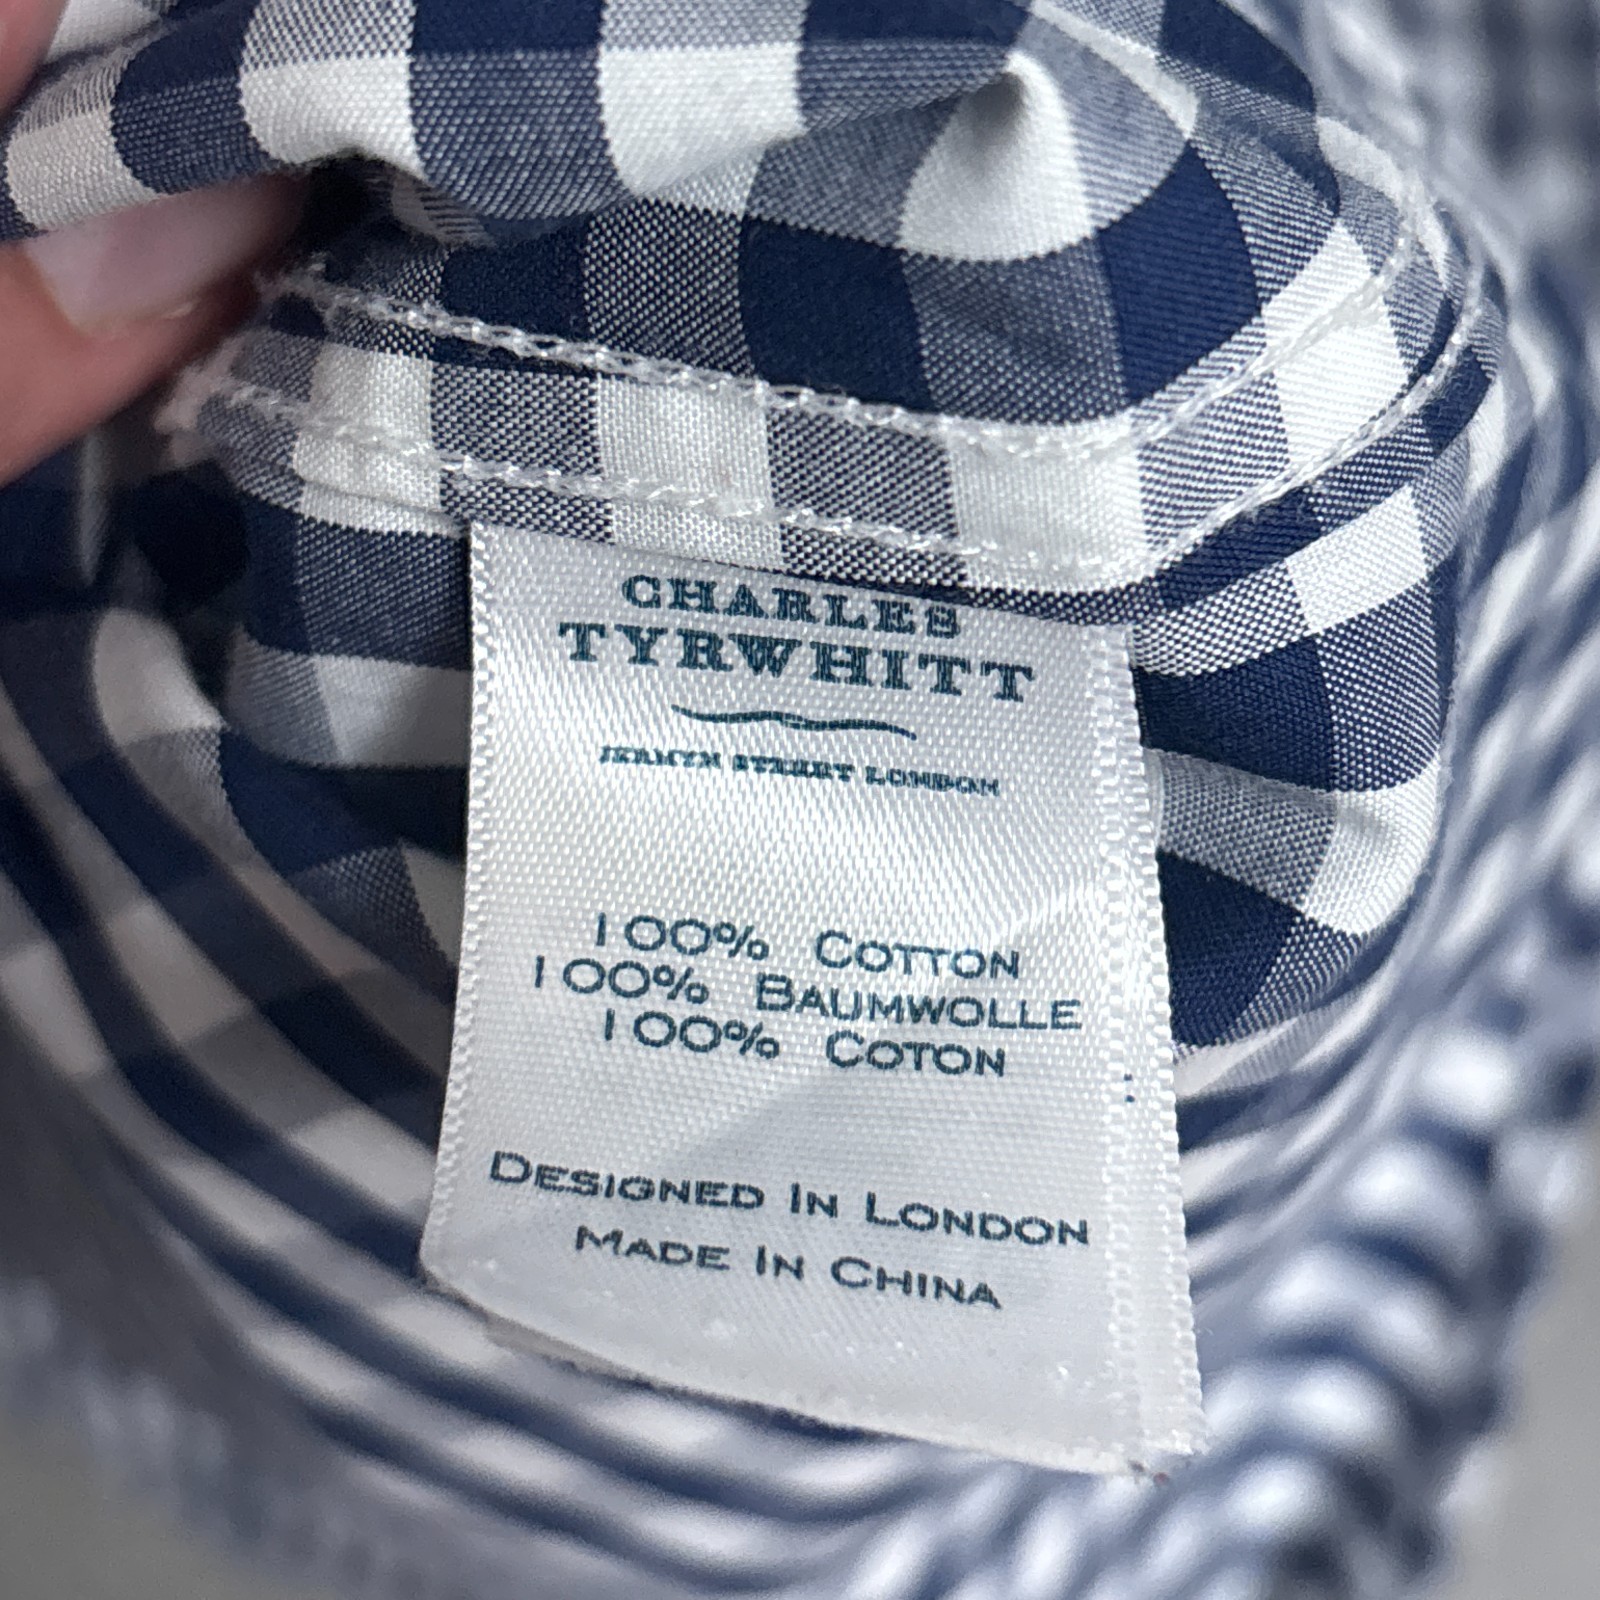 CHARLES
TYRWHITT
JERMYN STREET LONDON
100% COTTON
100% BAUMWOLLE
100% COTON
DESIGNED IN LONDON
MADE IN CHINA